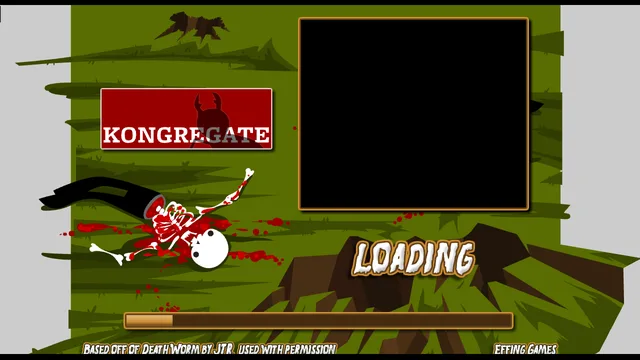 KONGREGATE
LOADING
BASED OFF OF DEATH WORM BY JTR. USED WITH PERMISSION
EFFING GAMES